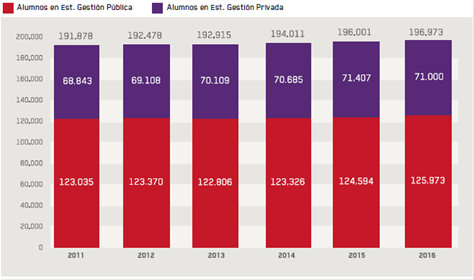 Alumnos en Est. Gestión Pública Alumnos en Est. Gestión Privada
200,000 191.878 192.478 192.915 194.011 196.001 196.973
180,000
160,000 68.843 69.108 70.109 70.685 71.407 71.000
140,000
120,000
100,000
80,000
60,000 123.035 123.370 122.806 123.326 124.594 125.973
40,000
20,000
0
2011 2012 2013 2014 2015 2016